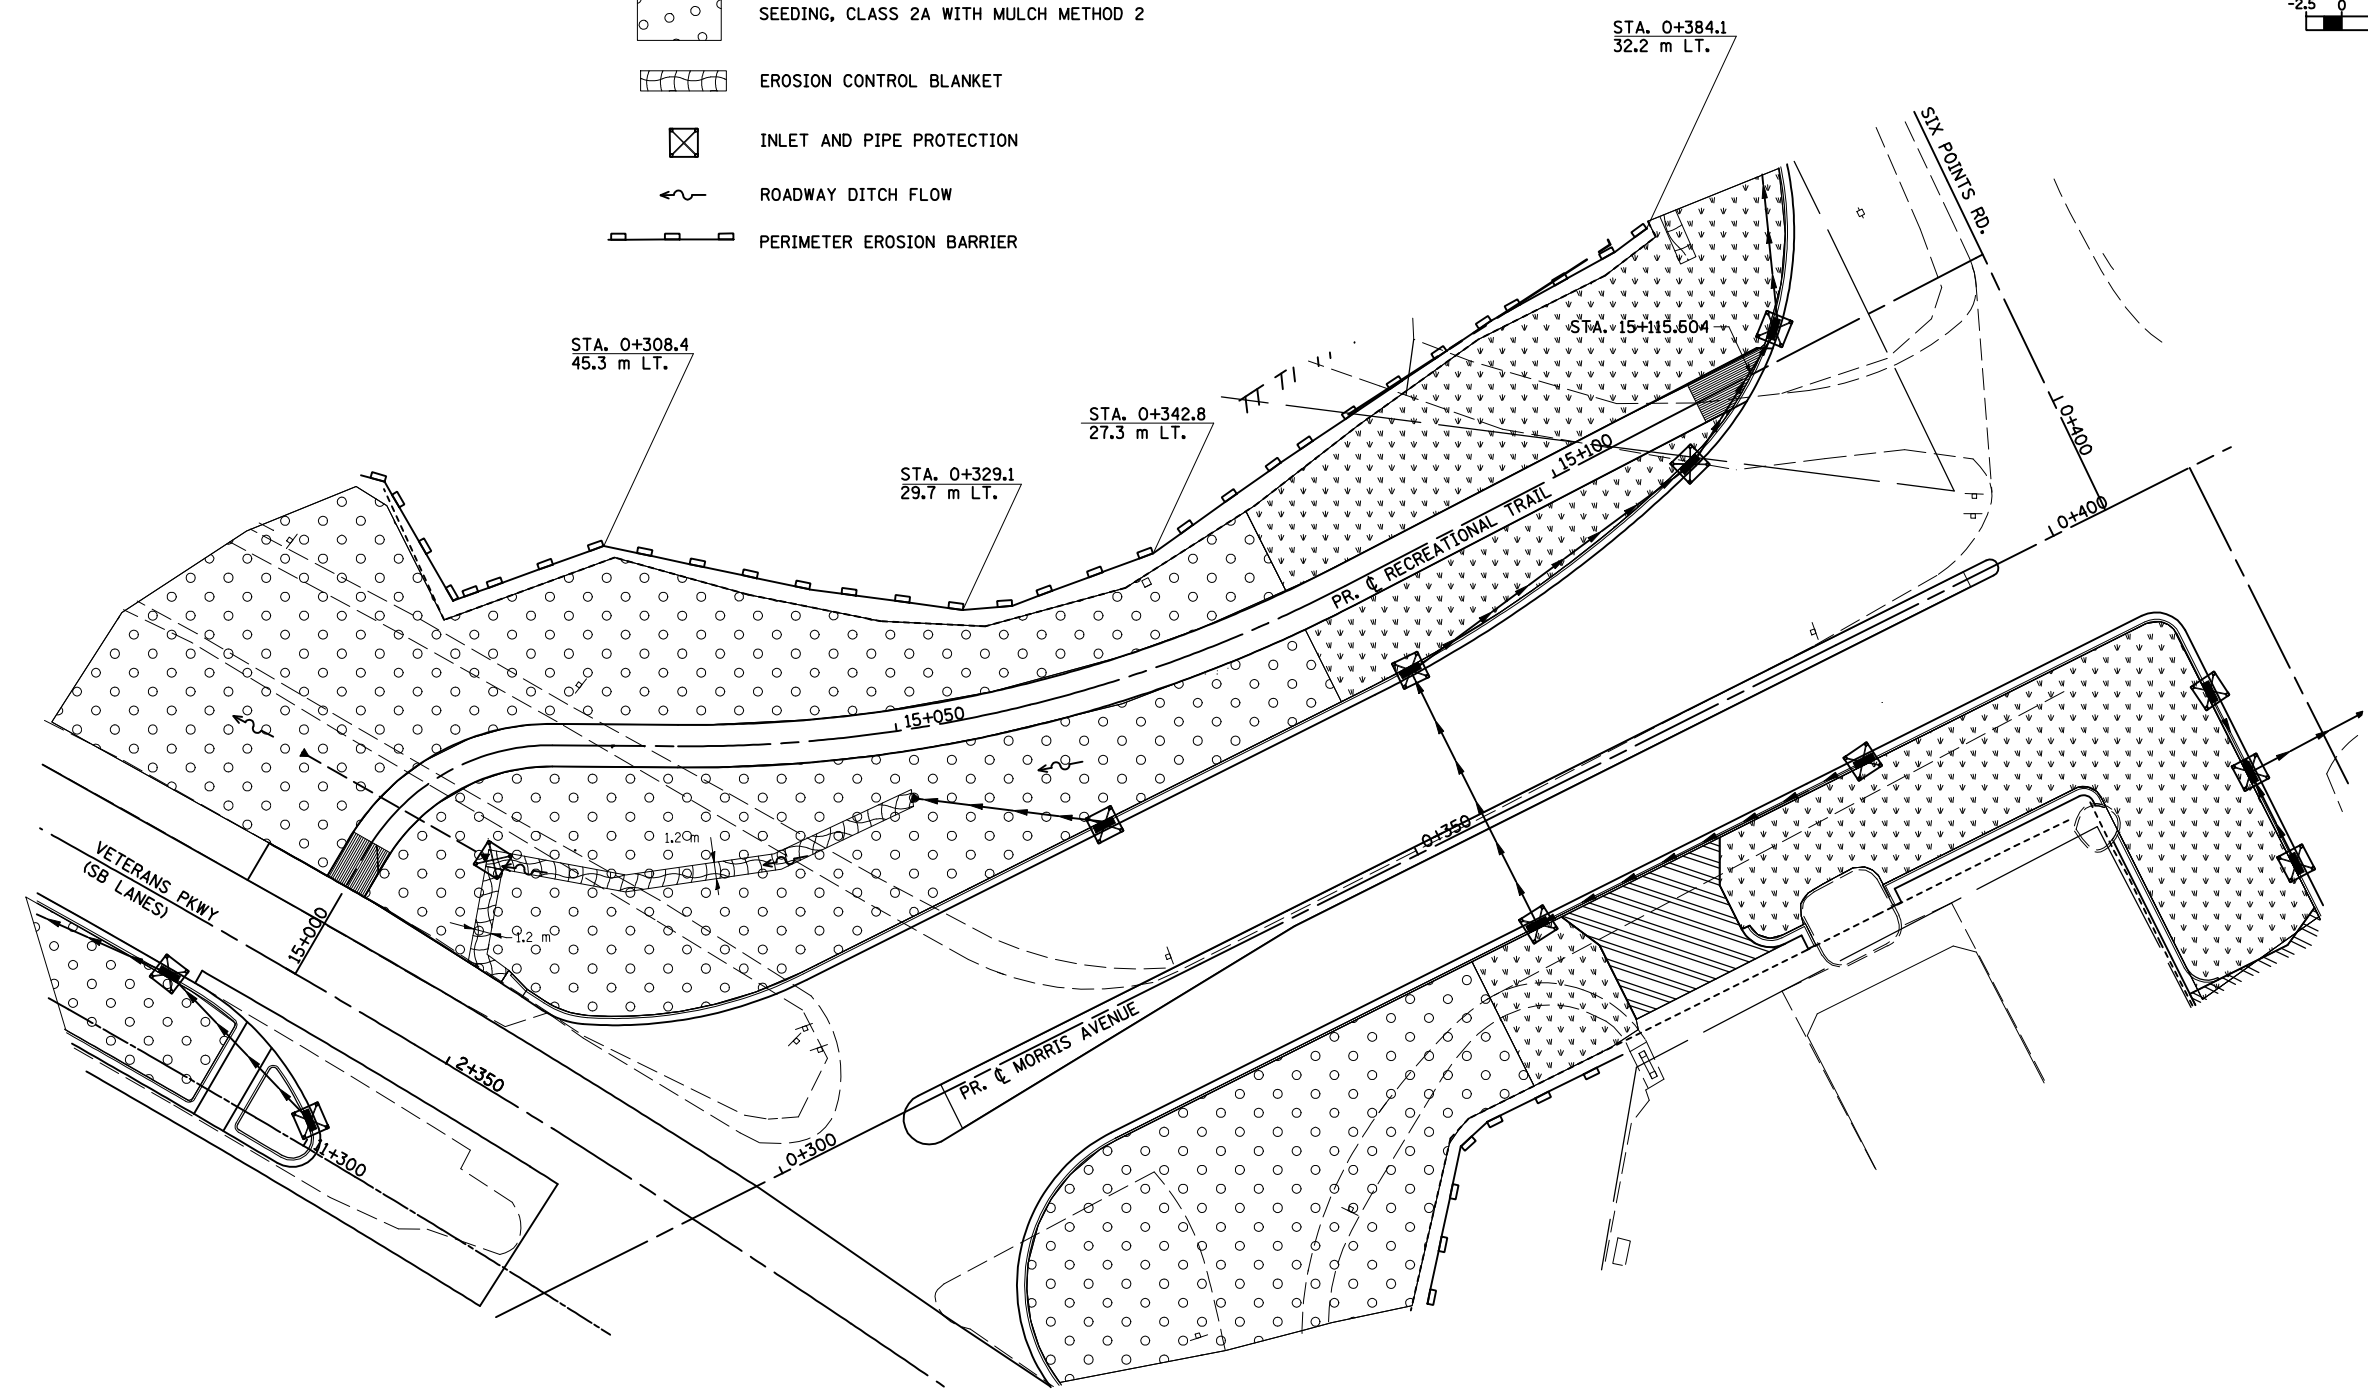 SEEDING, CLASS 2A WITH MULCH METHOD 2
EROSION CONTROL BLANKET
INLET AND PIPE PROTECTION
ROADWAY DITCH FLOW
PERIMETER EROSION BARRIER
-2.5 0
STA. 0+384.1
32.2 m LT.
SIX POINTS RD.
STA. 15+115.604
STA. 0+308.4
45.3 m LT.
STA. 0+342.8
27.3 m LT.
STA. 0+329.1
29.7 m LT.
0+400
0+400
15+100
PR. ℄ RECREATIONAL TRAIL
15+050
1.2 m
1.2 m
0+350
VETERANS PKWY
(SB LANES)
15+000
PR. ℄ MORRIS AVENUE
2+350
0+300
11+300